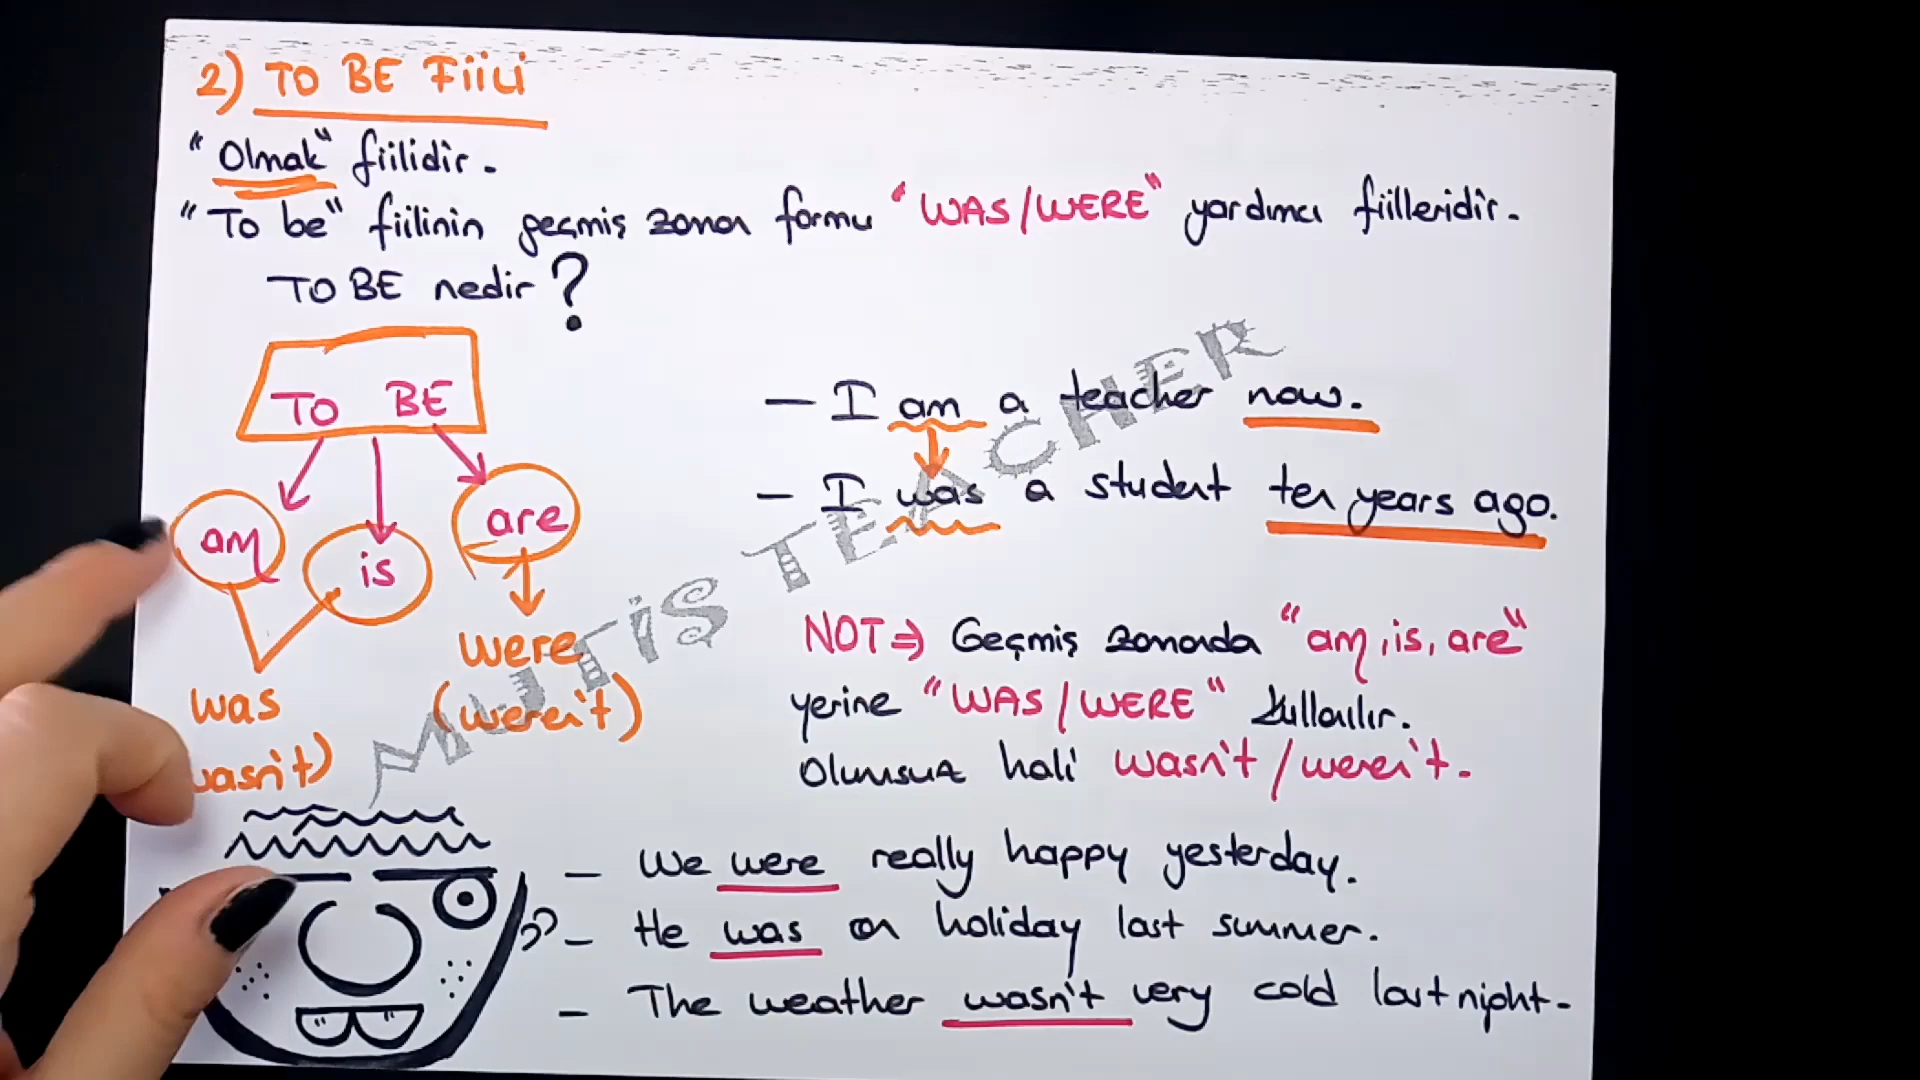 2) TO BE Fiili
"Olmak" fiilidir.
"To be" fiilinin geçmiş zaman formu "WAS/WERE" yardımcı fiilleridir.
TO BE nedir?
TO BE
am
is
are
was
wasn't)
were
(weren't)
- I am a teacher now.
- I was a student ten years ago.
NOT⇒ Geçmiş zamanda "am, is, are"
yerine "WAS/WERE" kullanılır.
Olumsuz hali wasn't/weren't.
- We were really happy yesterday.
- He was on holiday last summer.
- The weather wasn't very cold last night.
MUTIS TEACHER